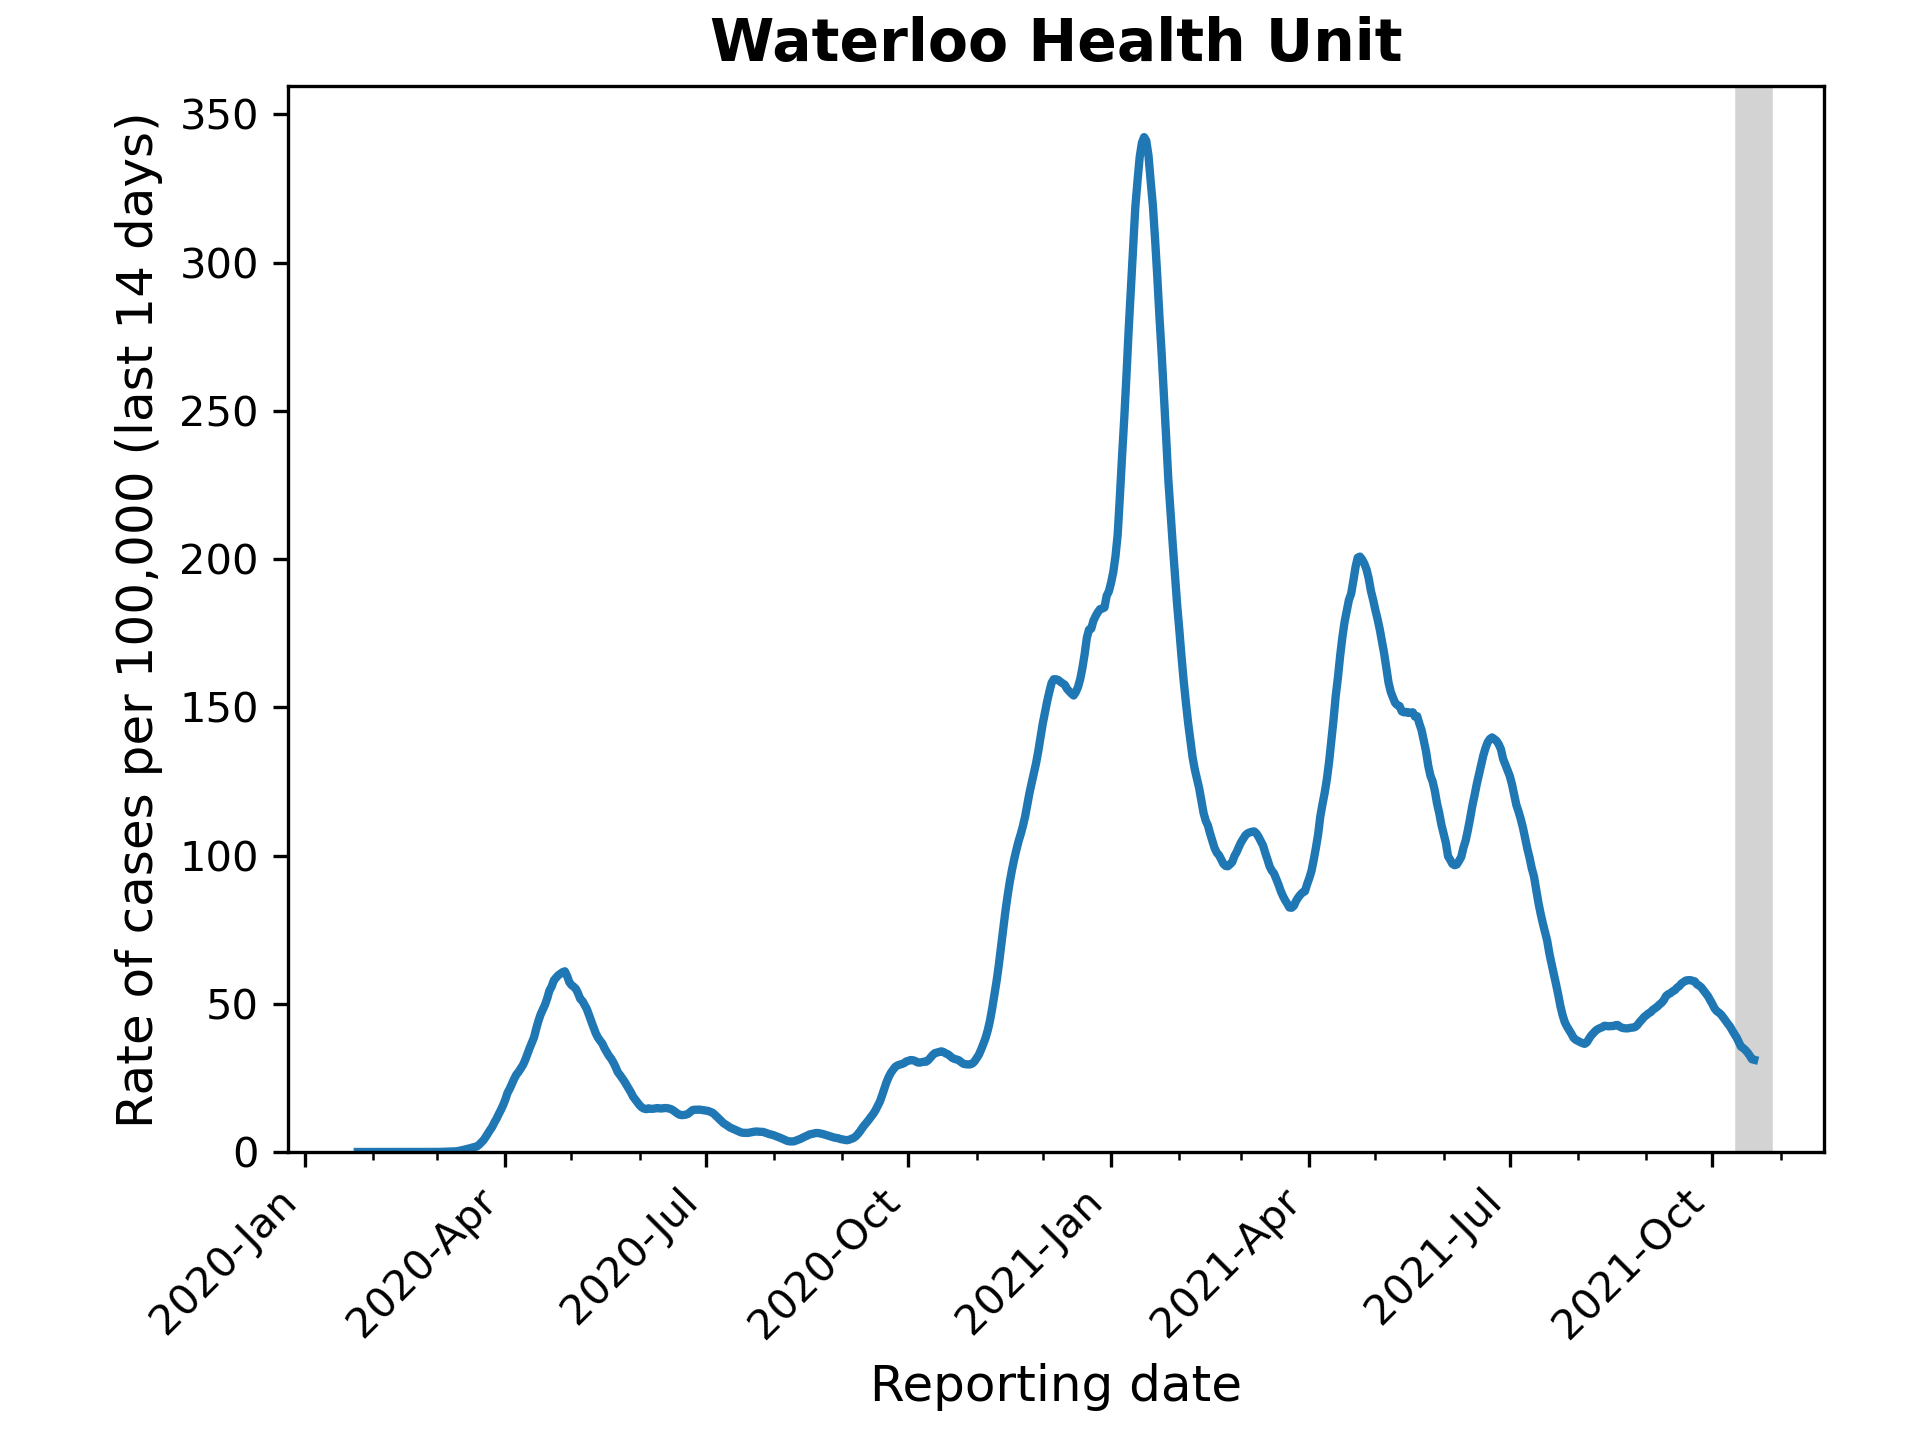 Waterloo Health Unit
Rate of cases per 100,000 (last 14 days)
350
300
250
200
150
100
50
0
2020-Jan
2020-Apr
2020-Jul
2020-Oct
2021-Jan
2021-Apr
2021-Jul
2021-Oct
Reporting date